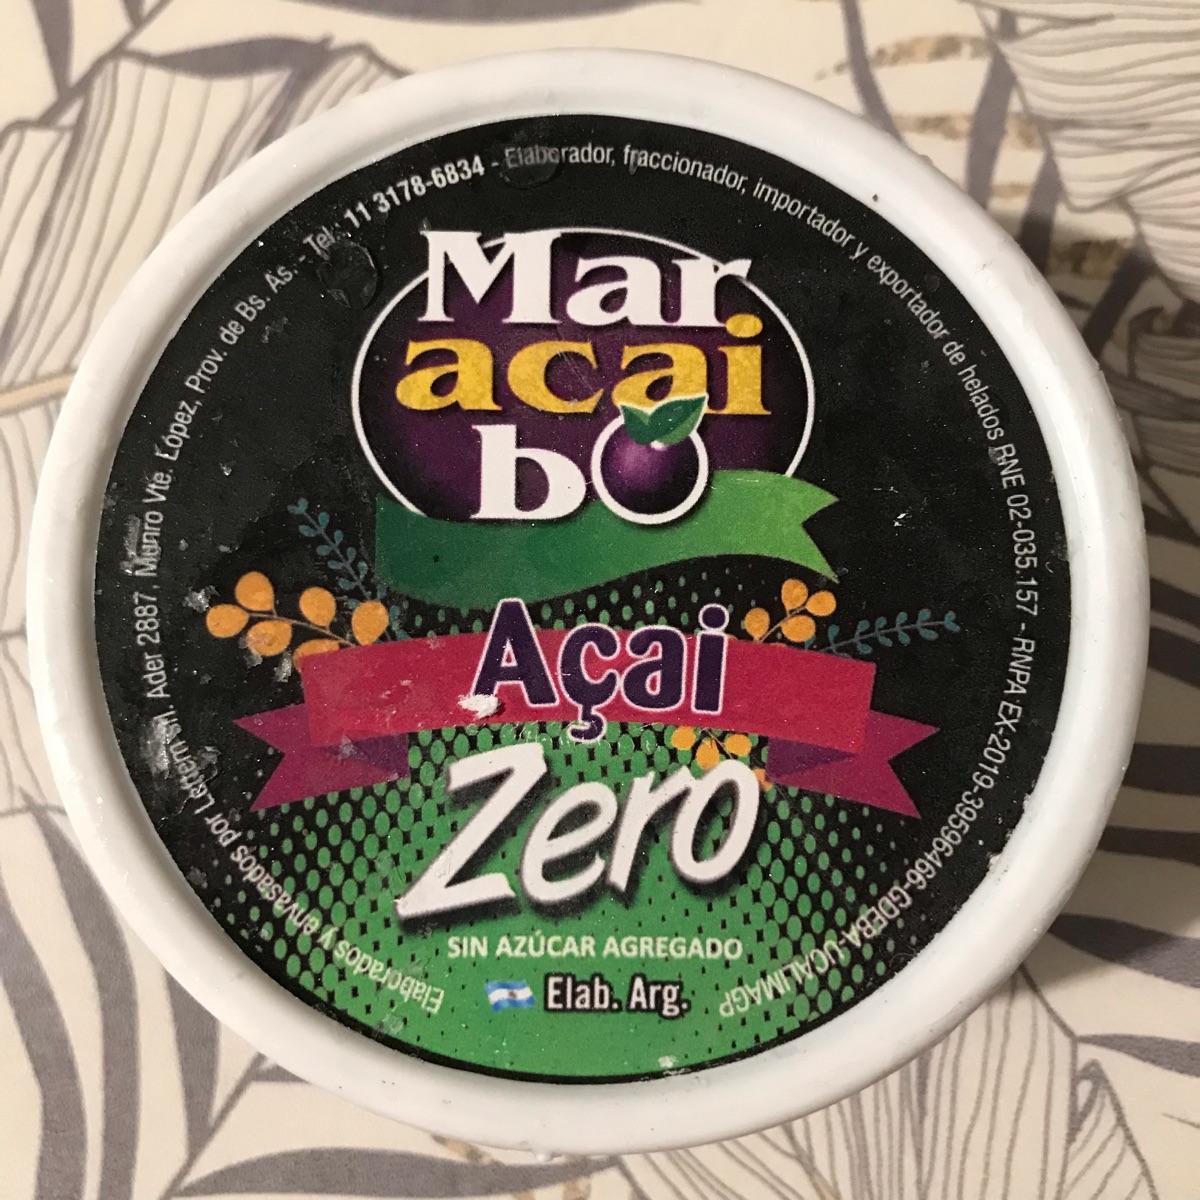 Mar
acai
bo
Açai
Zero
SIN AZÚCAR AGREGADO
Elab. Arg.
Elaborados y envasados por Lettem srl. Ader 2887, Munro Vte. López, Prov. de Bs. As. - Tel.: 11 3178-6834 - Elaborador, fraccionador, importador y exportador de helados RNE 02-035.157 - RNPA EX-2019-39596466-GDEBA-UCALIMAGP